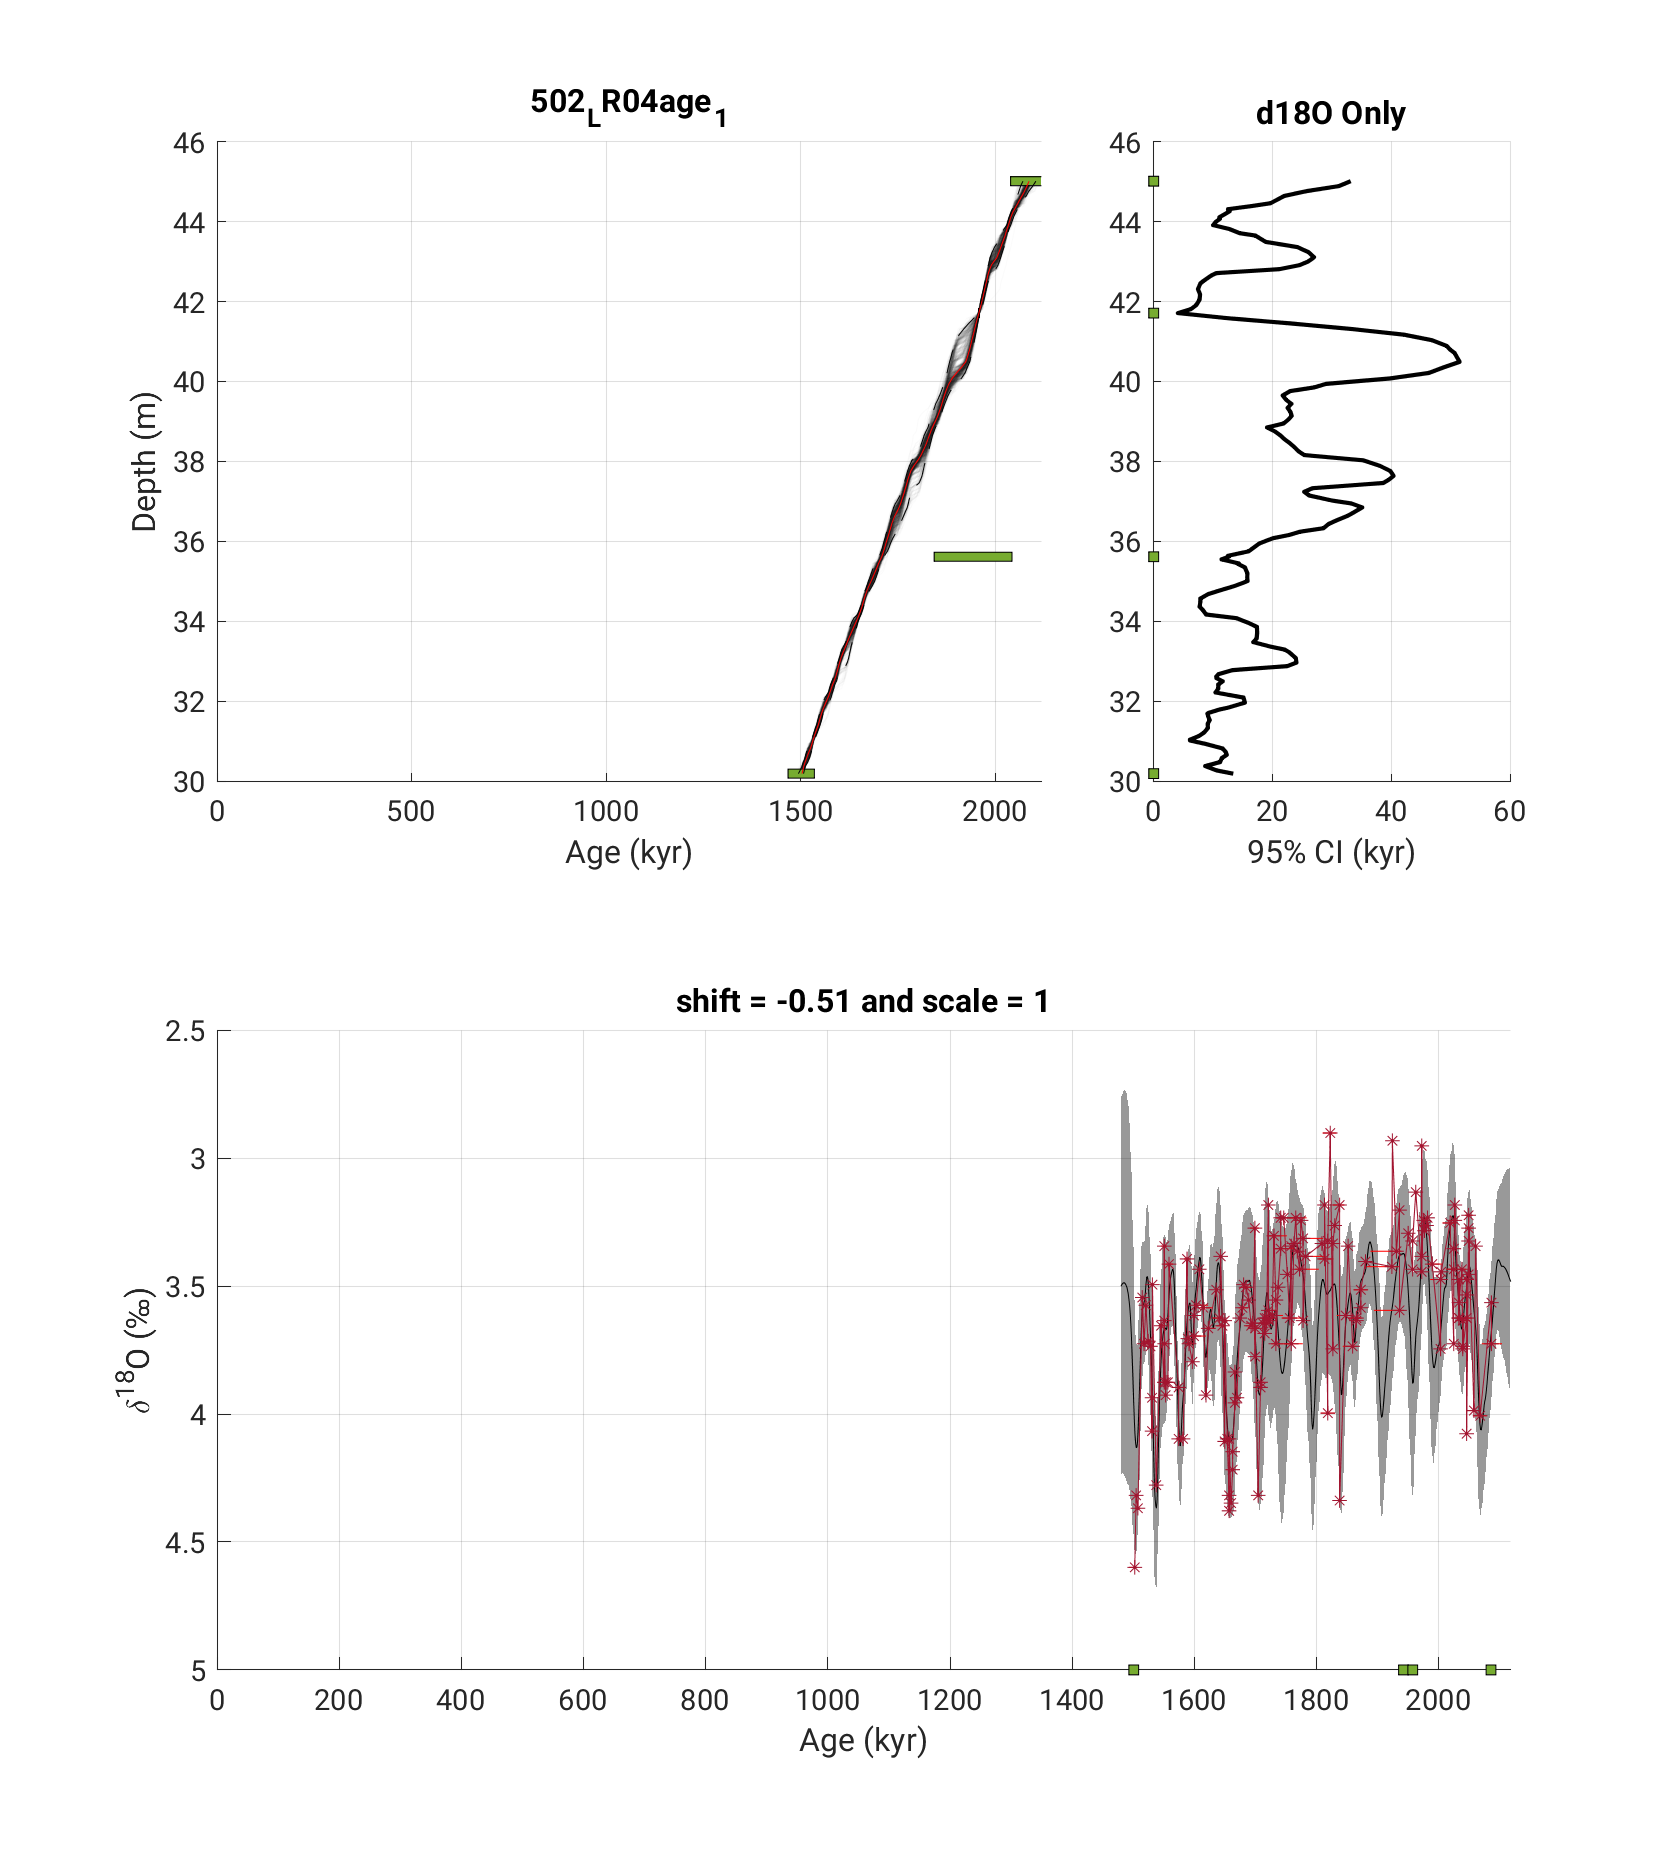 502LR04age1
46
44
42
40
38
36
34
32
30
Depth (m)
0 500 1000 1500 2000
Age (kyr)
d18O Only
46
44
42
40
38
36
34
32
30
0 20 40 60
95% CI (kyr)
shift = -0.51 and scale = 1
2.5
3
3.5
4
4.5
5
δ18O (‰)
0 200 400 600 800 1000 1200 1400 1600 1800 2000
Age (kyr)